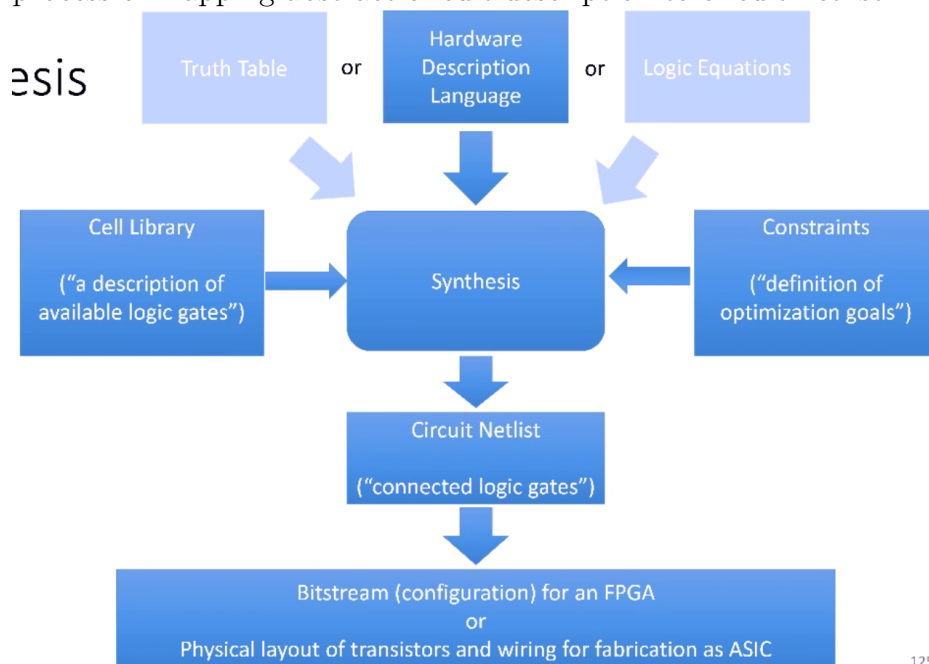 esis
Truth Table
or
Hardware
Description
Language
or
Logic Equations
Cell Library
("a description of
available logic gates")
Synthesis
Constraints
("definition of
optimization goals")
Circuit Netlist
("connected logic gates")
Bitstream (configuration) for an FPGA
or
Physical layout of transistors and wiring for fabrication as ASIC